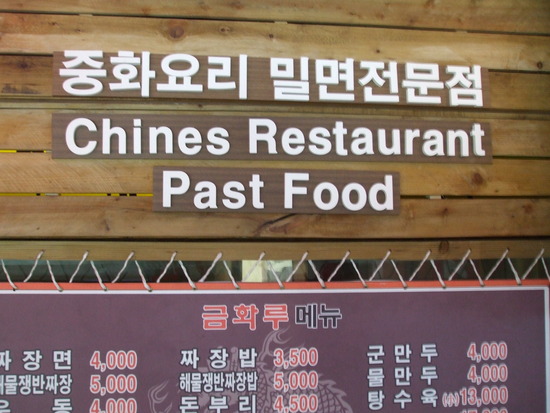 중화요리 밀면전문점
Chines Restaurant
Past Food
금화루 메뉴
짜장면 4,000 짜장밥 3,500 군만두 4,000
해물쟁반짜장 5,000 해물쟁반짜장밥 5,000 물만두 4,000
우동 4,000 돈부리 4,500 탕수육 (小)13,000